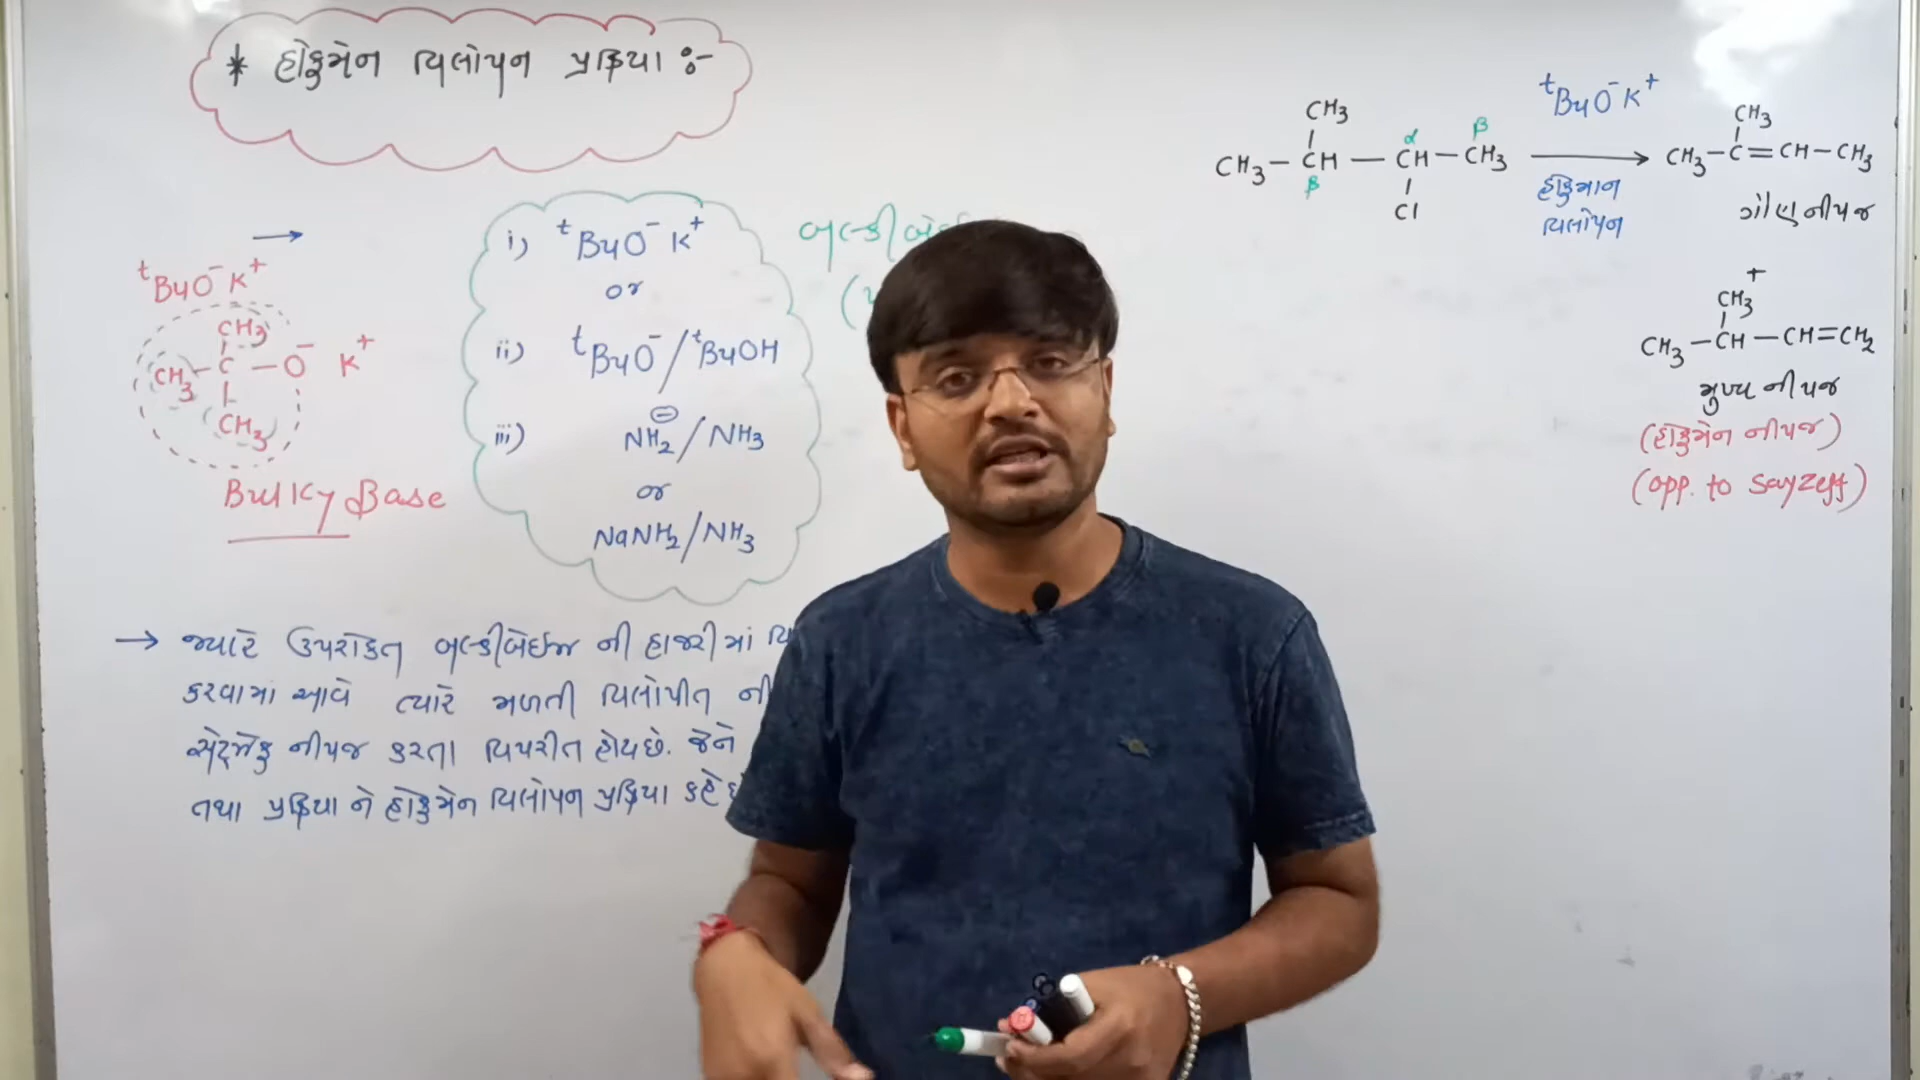 * હોફમેન વિલોપન પ્રક્રિયા :-
→
ᵗBuO⁻K⁺
CH₃
CH₃-C-O⁻ K⁺
CH₃
Bulky Base
i) ᵗBuO⁻K⁺
or
ii) ᵗBuO⁻/ᵗBuOH
iii) NH₂⊖/NH₃
or
NaNH₂/NH₃
બલ્કી
(
→ જ્યારે ઉપરોકત બલ્કીબેઈઝ ની હાજરીમાં વિ
કરવામાં આવે ત્યારે મળતી વિલોપીત ની
સેટ્ઝેફ નીપજ કરતા વિપરીત હોય છે. જેને
તથા પ્રક્રિયા ને હોફમેન વિલોપન પ્રક્રિયા કહે છે
CH₃
α β
CH₃-CH-CH-CH₃
β
Cl
ᵗBuO⁻K⁺
→
હોફમાન
વિલોપન
CH₃
CH₃-C=CH-CH₃
ગૌણ નીપજ
+
CH₃
CH₃-CH-CH=CH₂
મુખ્ય નીપજ
(હોફમેન નીપજ)
(opp. to sayzeff)